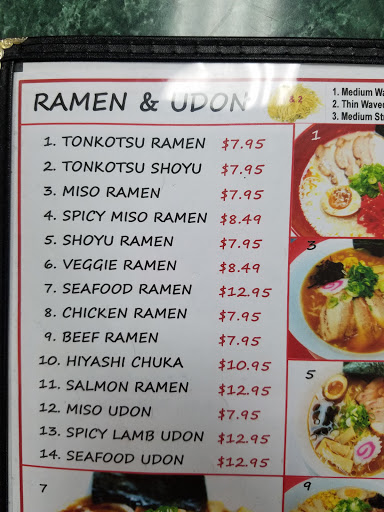 RAMEN & UDON
& 2
1. Medium Wa
2. Thin Wave
3. Medium St
1. TONKOTSU RAMEN $7.95
2. TONKOTSU SHOYU $7.95
3. MISO RAMEN $7.95
4. SPICY MISO RAMEN $8.49
5. SHOYU RAMEN $7.95
6. VEGGIE RAMEN $8.49
7. SEAFOOD RAMEN $12.95
8. CHICKEN RAMEN $7.95
9. BEEF RAMEN $7.95
10. HIYASHI CHUKA $10.95
11. SALMON RAMEN $12.95
12. MISO UDON $7.95
13. SPICY LAMB UDON $12.95
14. SEAFOOD UDON $12.95
1
3
5
7
9